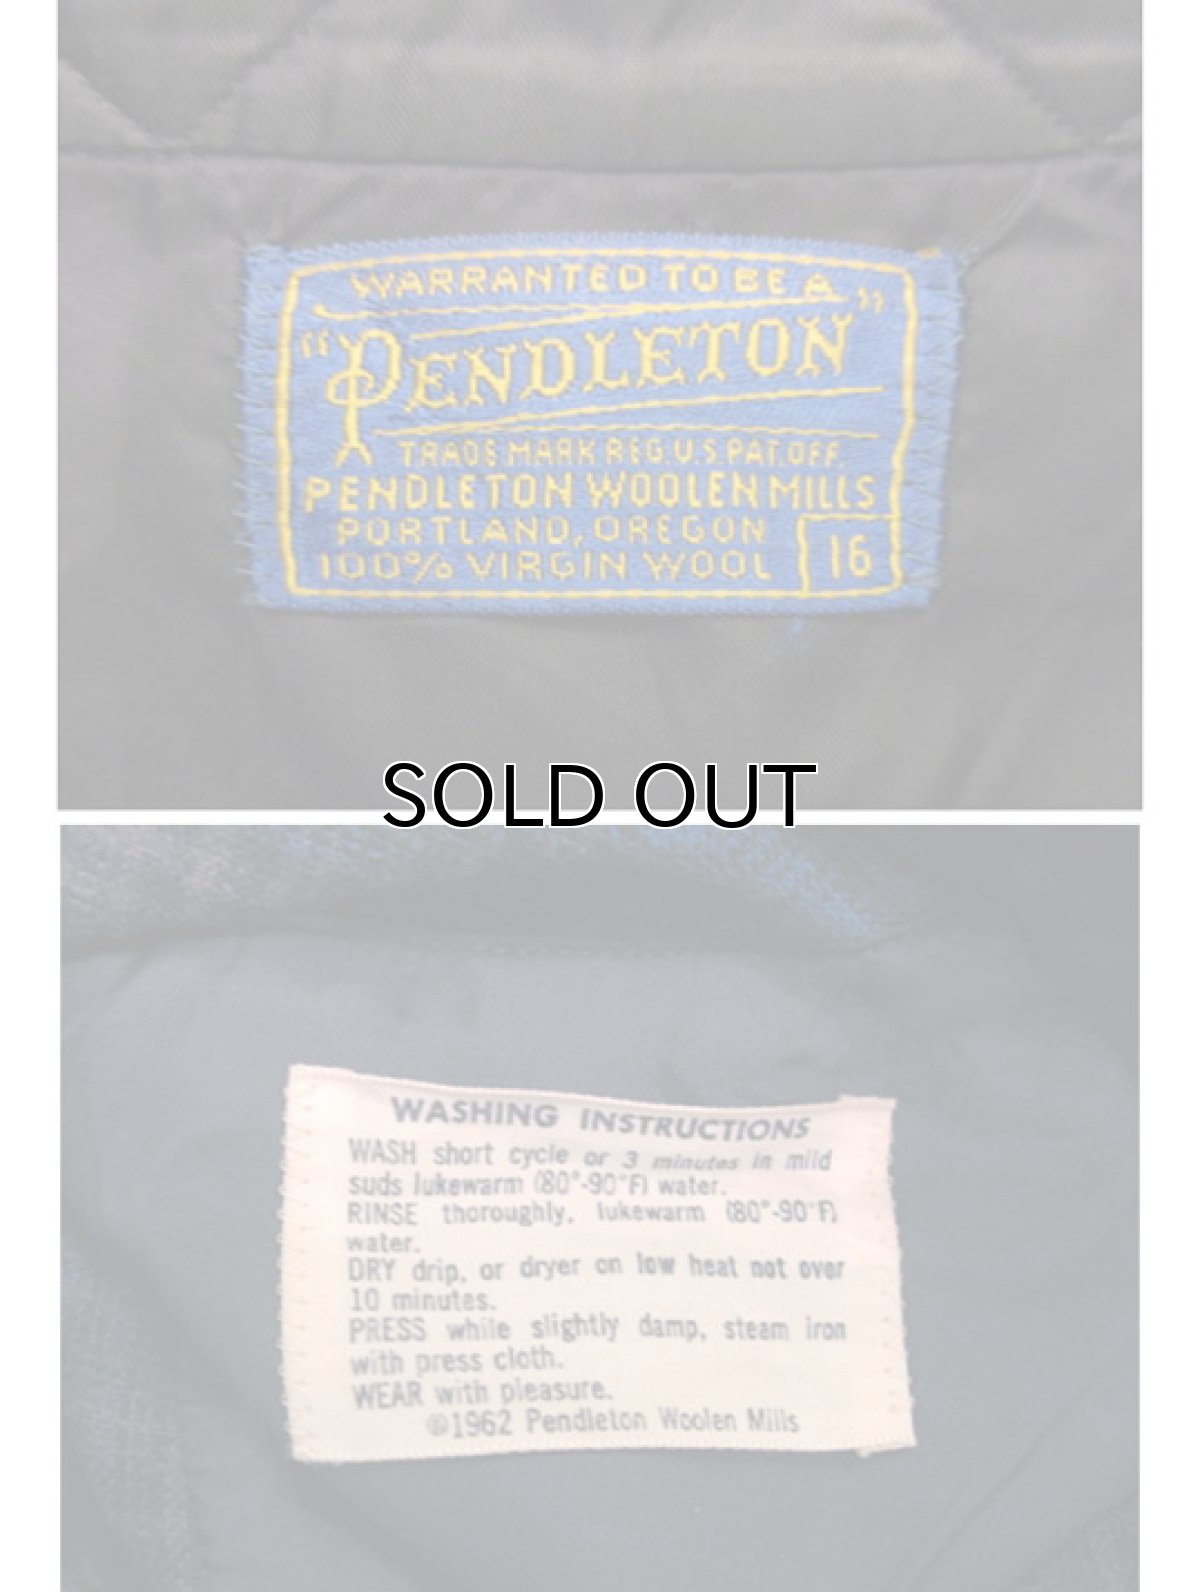 WARRANTED TO BE A
"PENDLETON"
TRADE MARK REG. U.S. PAT. OFF.
PENDLETON WOOLEN MILLS
PORTLAND, OREGON
100% VIRGIN WOOL 16
SOLD OUT
WASHING INSTRUCTIONS
WASH short cycle or 3 minutes in mild
suds lukewarm (80°-90°F) water.
RINSE thoroughly, lukewarm (80°-90°F)
water.
DRY drip, or dryer on low heat not over
10 minutes.
PRESS while slightly damp, steam iron
with press cloth.
WEAR with pleasure.
©1962 Pendleton Woolen Mills